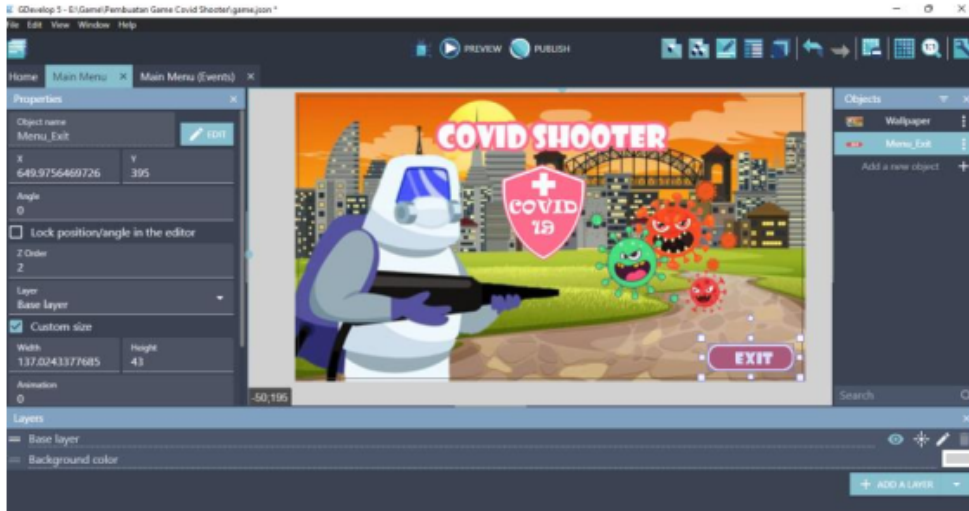 GDevelop 5 - E:\Game\Pembuatan Game Covid Shooter\game.json *
File Edit View Window Help
PREVIEW PUBLISH
Home Main Menu × Main Menu (Events) ×
Properties ×
Object name
Menu_Exit
EDIT
X Y
649.9756469726 395
Angle
0
Lock position/angle in the editor
Z Order
2
Layer
Base layer
Custom size
Width Height
137.0243377685 43
Animation
0
COVID SHOOTER
COVID
19
EXIT
-50;195
Objects
Wallpaper
Menu_Exit
Add a new object +
Search
Layers
Base layer
Background color
+ ADD A LAYER